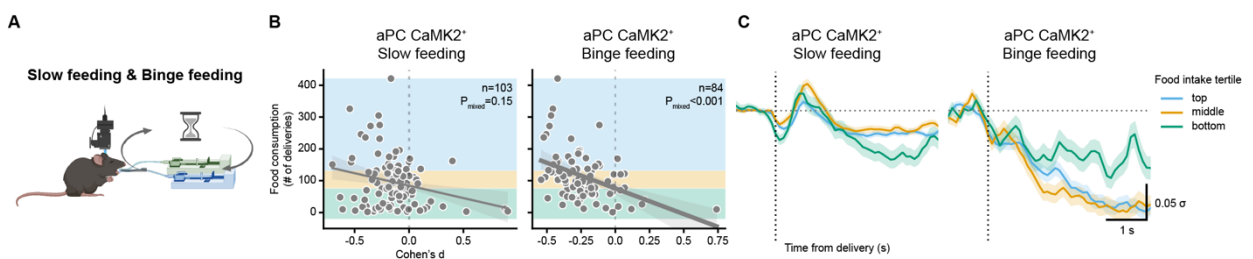 A
Slow feeding & Binge feeding
B
aPC CaMK2⁺
Slow feeding
aPC CaMK2⁺
Binge feeding
Food consumption
(# of deliveries)
400
300
200
100
0
n=103
P_mixed=0.15
n=84
P_mixed<0.001
-0.5
0.0
0.5
-0.50
-0.25
0.0
0.25
0.50
0.75
Cohen's d
C
aPC CaMK2⁺
Slow feeding
aPC CaMK2⁺
Binge feeding
Food intake tertile
top
middle
bottom
0.05 σ
1 s
Time from delivery (s)